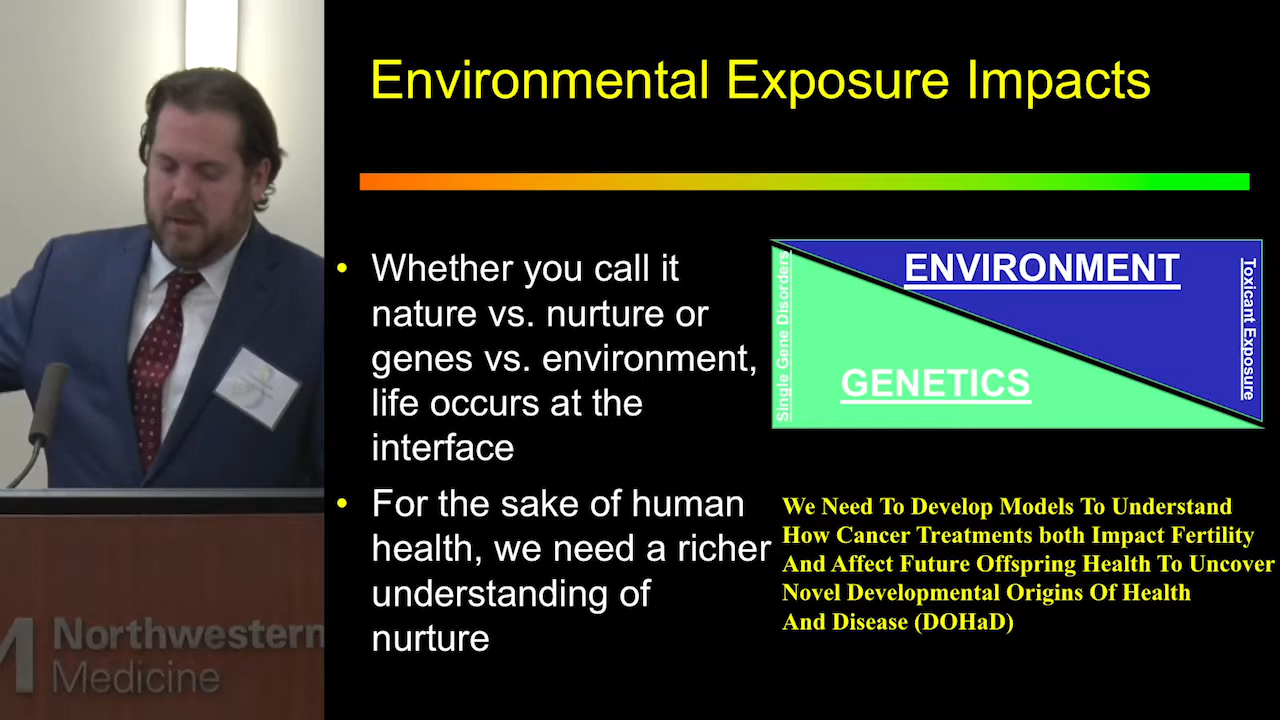 Environmental Exposure Impacts
• Whether you call it
nature vs. nurture or
genes vs. environment,
life occurs at the
interface
• For the sake of human
health, we need a richer
understanding of
nurture
ENVIRONMENT
GENETICS
Single Gene Disorders
Toxicant Exposure
We Need To Develop Models To Understand
How Cancer Treatments both Impact Fertility
And Affect Future Offspring Health To Uncover
Novel Developmental Origins Of Health
And Disease (DOHaD)
M Northwestern
Medicine